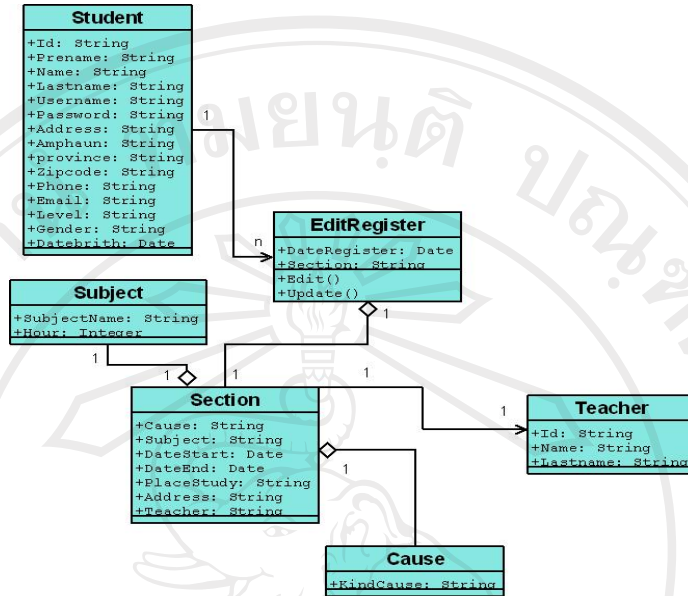 Student
+Id: String
+Prename: String
+Name: String
+Lastname: String
+Username: String
+Password: String
+Address: String
+Amphaun: String
+province: String
+Zipcode: String
+Phone: String
+Email: String
+Level: String
+Gender: String
+Datebrith: Date
1
n
EditRegister
+DateRegister: Date
+Section: String
+Edit()
+Update()
1
Subject
+SubjectName: String
+Hour: Integer
1
1
1
Section
+Cause: String
+Subject: String
+DateStart: Date
+DateEnd: Date
+PlaceStudy: String
+Address: String
+Teacher: String
1
1
Teacher
+Id: String
+Name: String
+Lastname: String
1
Cause
+KindCause: String